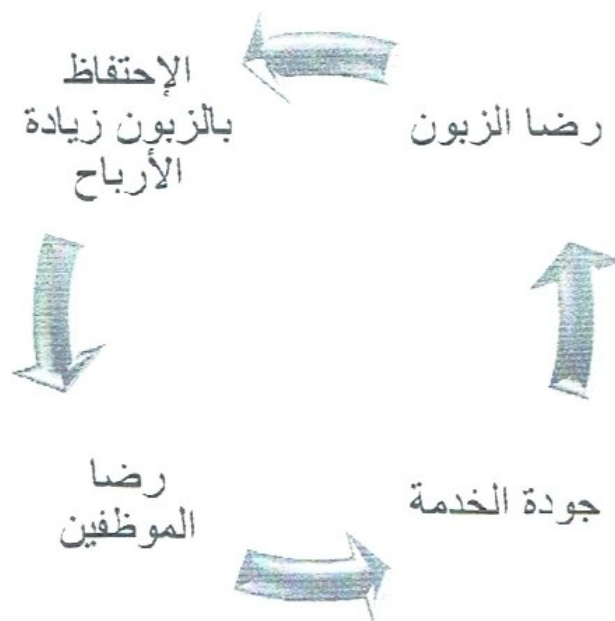 رضا الزبون
الإحتفاظ
بالزبون زيادة
الأرباح
رضا
الموظفين
جودة الخدمة